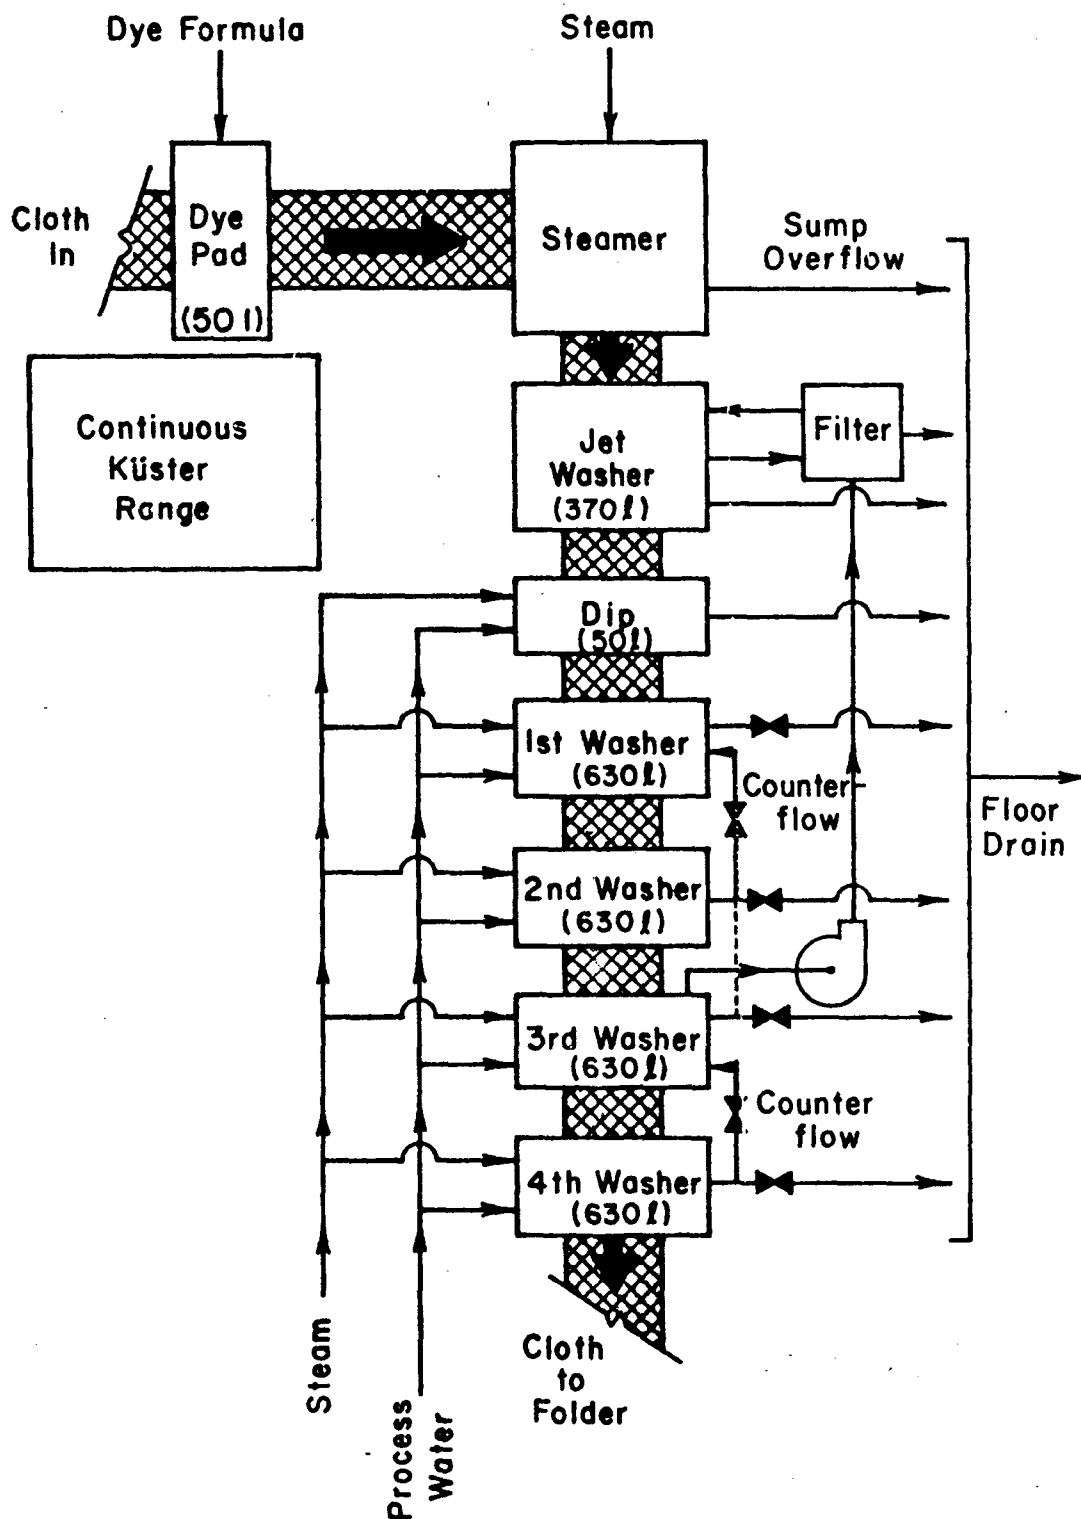 Dye Formula
Steam
Cloth
In
Dye
Pad
(50 l)
Steamer
Sump
Overflow
Continuous
Küster
Range
Jet
Washer
(370 l)
Filter
Dip
(50 l)
1st Washer
(630 l)
Counter
flow
Floor
Drain
2nd Washer
(630 l)
3rd Washer
(630 l)
Counter
flow
4th Washer
(630 l)
Steam
Process
Water
Cloth
to
Folder